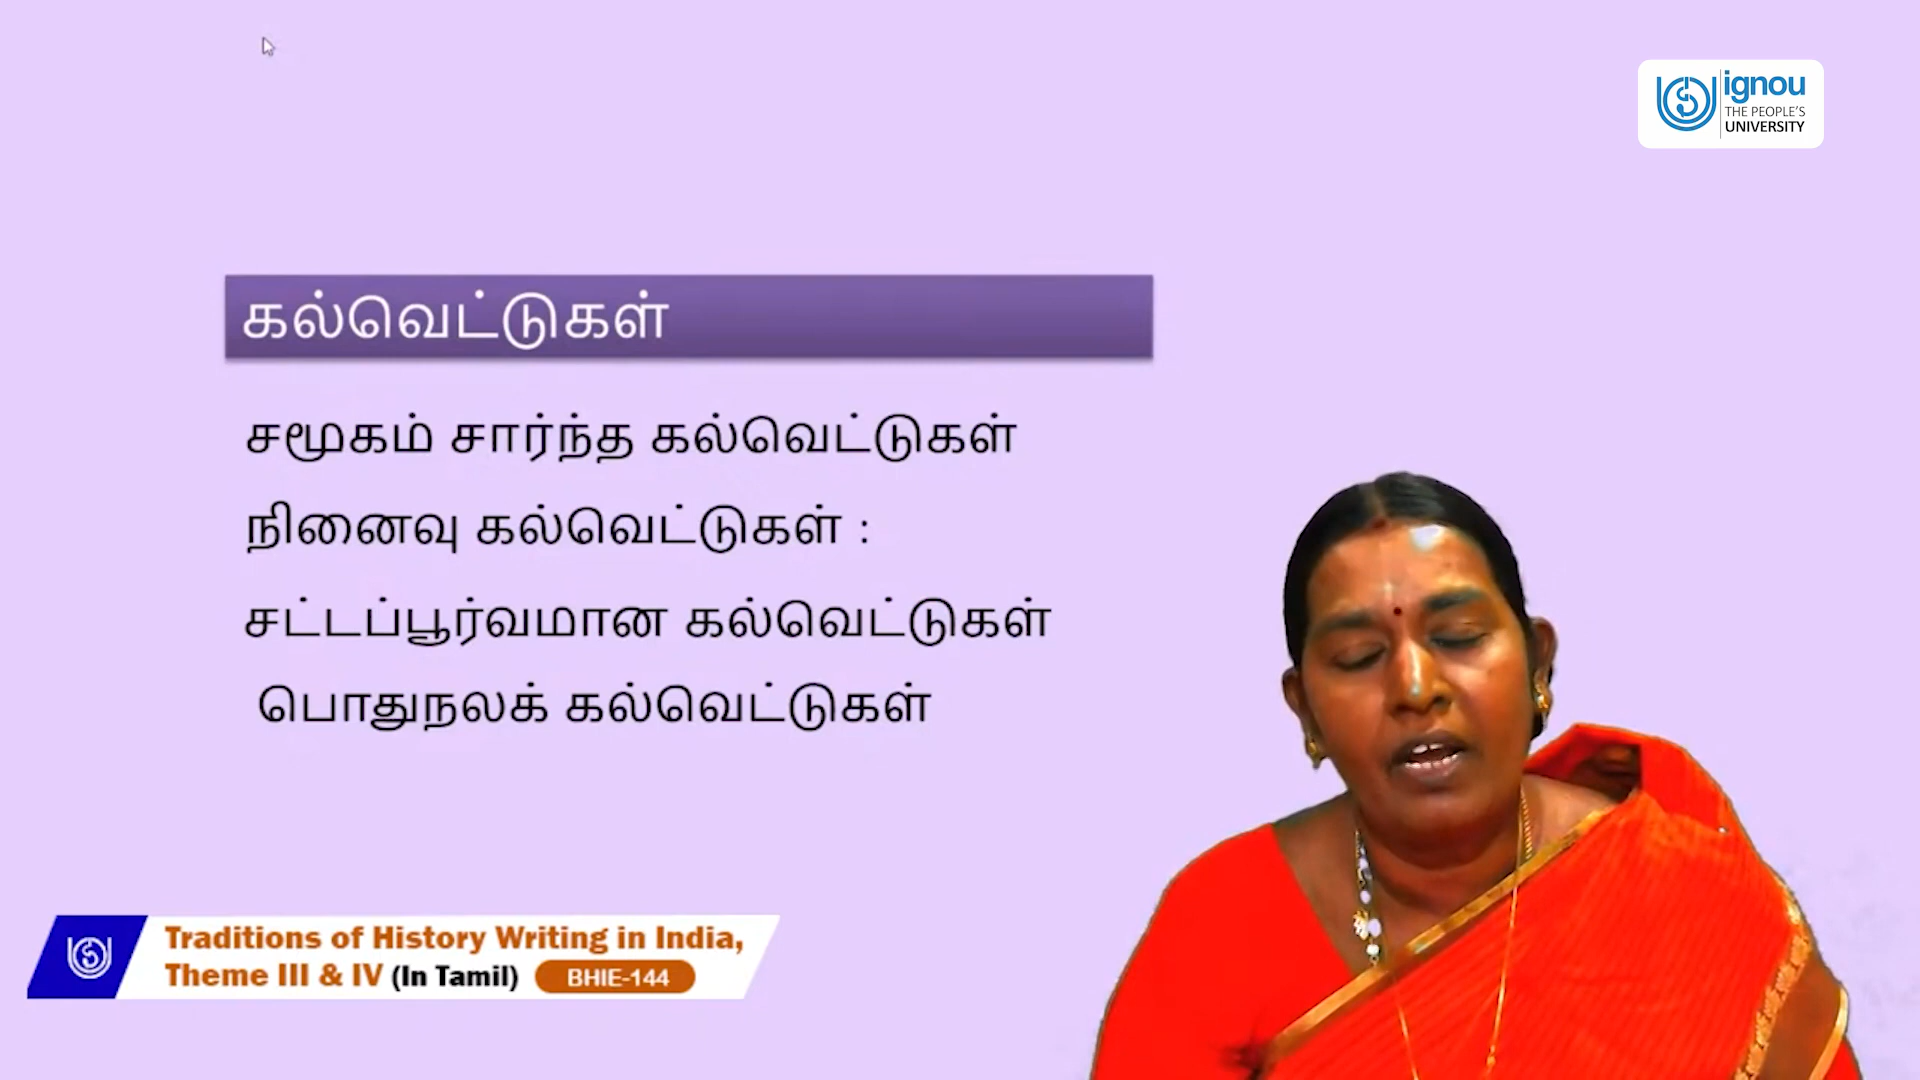 ignou
THE PEOPLE'S
UNIVERSITY
கல்வெட்டுகள்
சமூகம் சார்ந்த கல்வெட்டுகள்
நினைவு கல்வெட்டுகள் :
சட்டப்பூர்வமான கல்வெட்டுகள்
பொதுநலக் கல்வெட்டுகள்
Traditions of History Writing in India,
Theme III & IV (In Tamil) BHIE-144